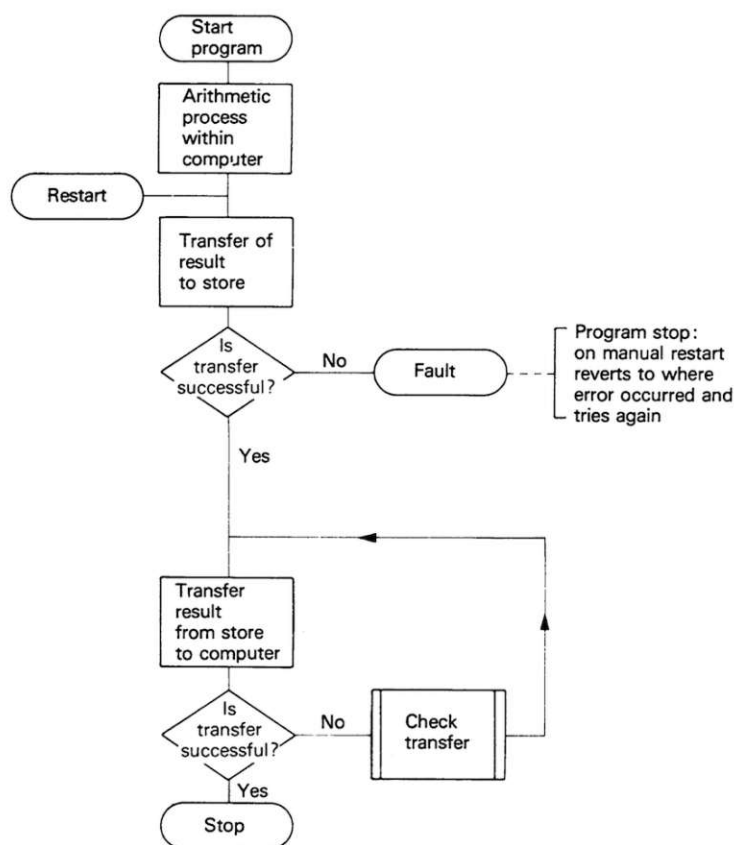 Start
program
Arithmetic
process
within
computer
Restart
Transfer of
result
to store
Is
transfer
successful?
No
Fault
Program stop:
on manual restart
reverts to where
error occurred and
tries again
Yes
Transfer
result
from store
to computer
Is
transfer
successful?
No
Check
transfer
Yes
Stop